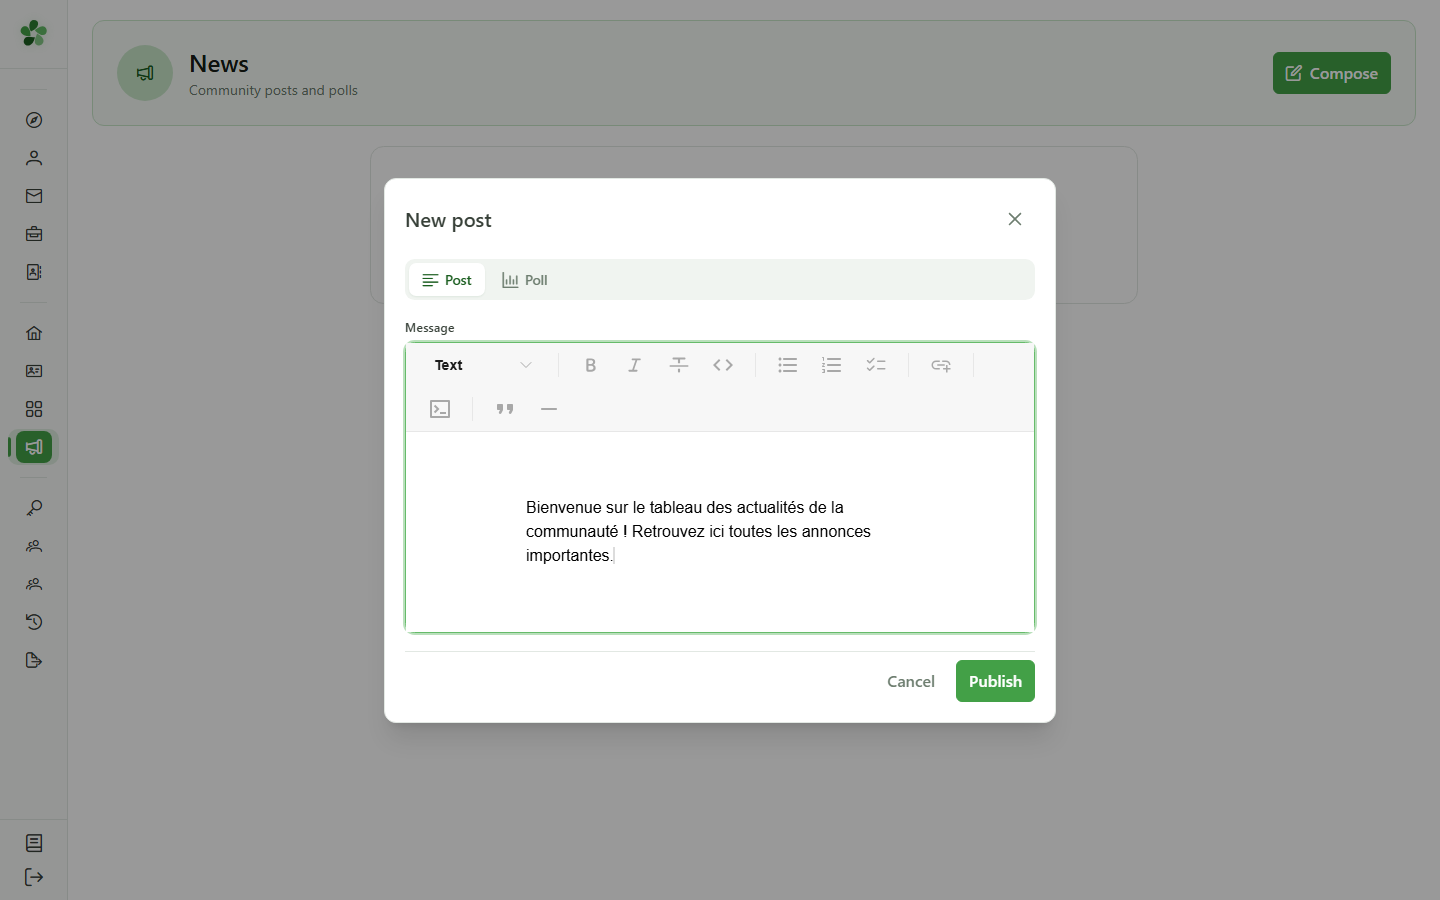 News
Community posts and polls
Compose
New post
Post
Poll
Message
Text
Bienvenue sur le tableau des actualités de la
communauté ! Retrouvez ici toutes les annonces
importantes.
Cancel
Publish